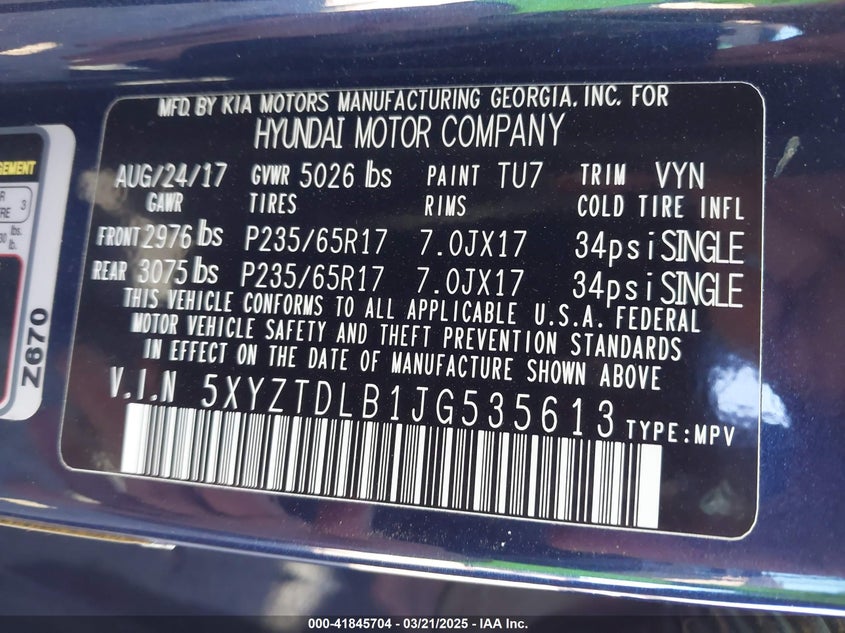 MFD. BY KIA MOTORS MANUFACTURING GEORGIA, INC. FOR
HYUNDAI MOTOR COMPANY
AUG/24/17 GVWR 5026 lbs PAINT TU7 TRIM VYN
GAWR TIRES RIMS COLD TIRE INFL
FRONT 2976 lbs P235/65R17 7.0JX17 34psi SINGLE
REAR 3075 lbs P235/65R17 7.0JX17 34psi SINGLE
THIS VEHICLE CONFORMS TO ALL APPLICABLE U.S.A. FEDERAL
MOTOR VEHICLE SAFETY AND THEFT PREVENTION STANDARDS
IN EFFECT ON THE DATE OF MANUFACTURE SHOWN ABOVE
V.I.N 5XYZTDLB1JG535613 TYPE:MPV
3
lbs.
lb.
Z670
000-41845704 — 03/21/2025 — IAA Inc.